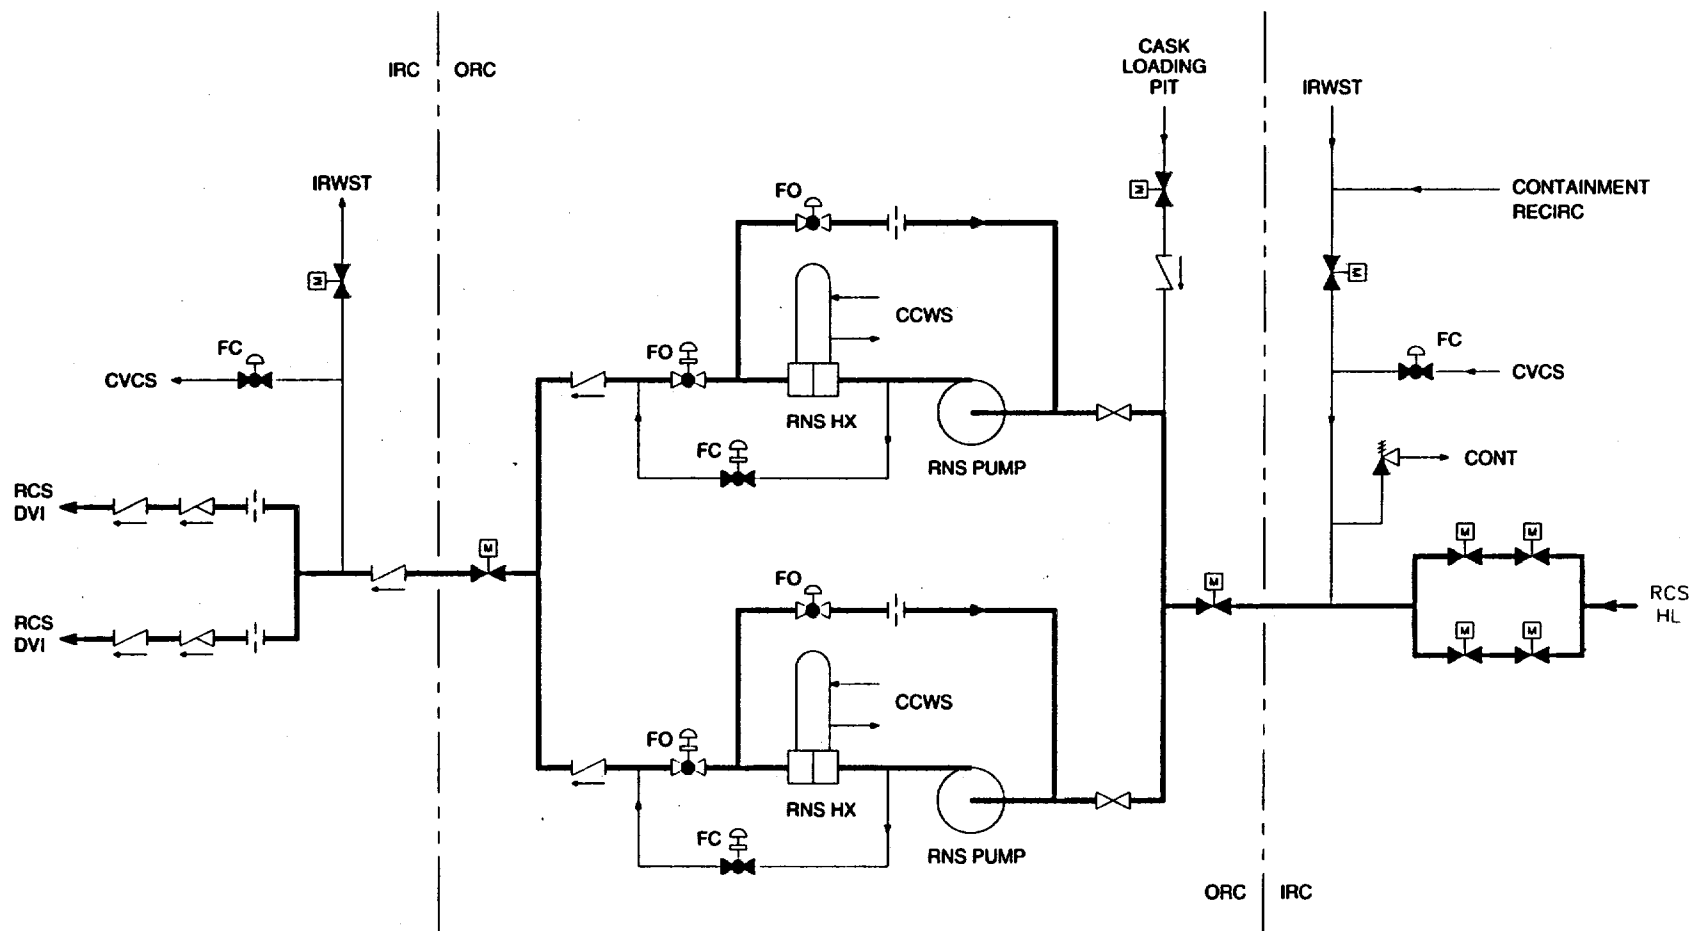 IRC
ORC
CASK
LOADING
PIT
IRWST
IRWST
FO
M
CONTAINMENT
RECIRC
M
M
CCWS
FC
CVCS
FO
FC
CVCS
RNS HX
FC
RNS PUMP
CONT
RCS
DVI
M
M
M
FO
M
RCS
HL
RCS
DVI
M
M
CCWS
FO
RNS HX
FC
RNS PUMP
ORC
IRC